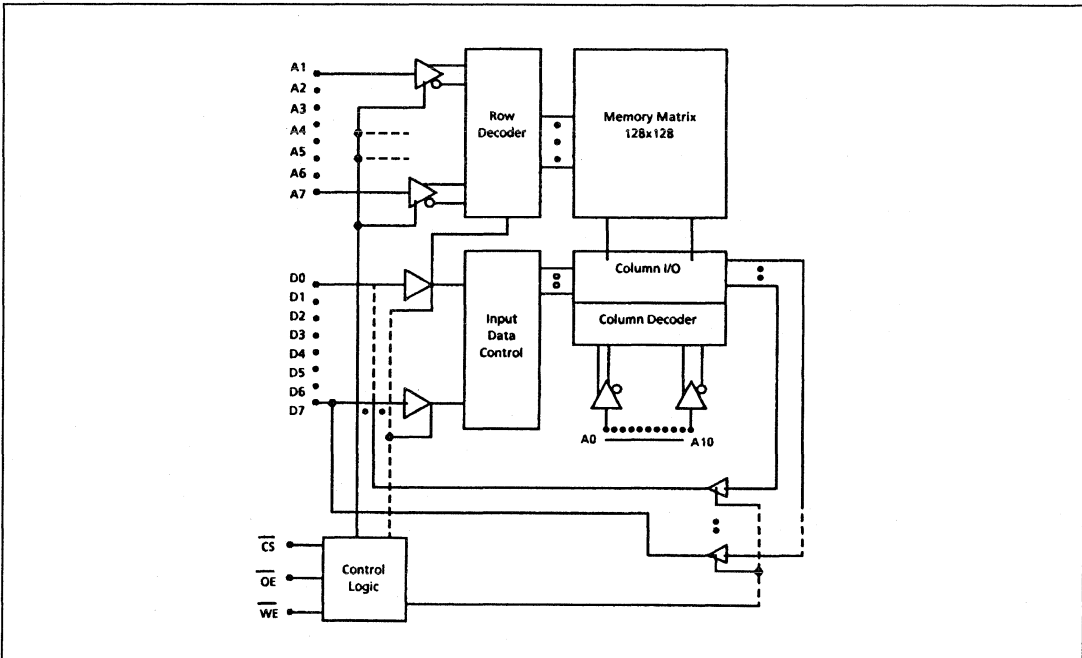 A1
A2
A3
A4
A5
A6
A7
Row
Decoder
Memory Matrix
128x128
D0
D1
D2
D3
D4
D5
D6
D7
Input
Data
Control
Column I/O
Column Decoder
A0
A10
CS
OE
WE
Control
Logic